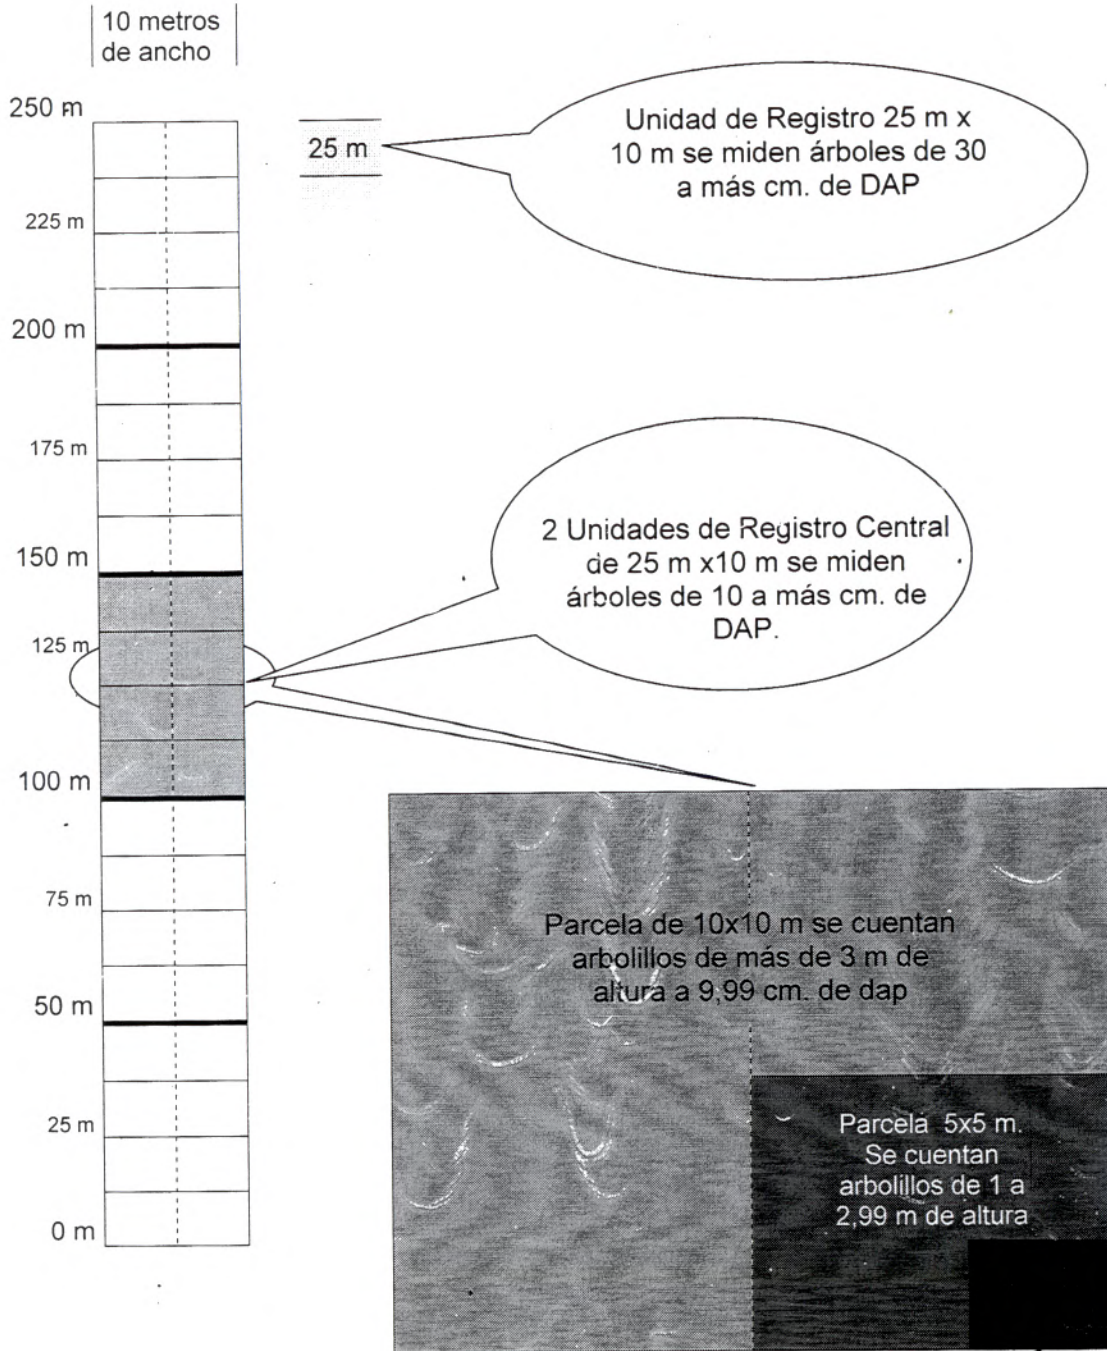 10 metros
de ancho
250 m
225 m
200 m
175 m
150 m
125 m
100 m
75 m
50 m
25 m
0 m
25 m
Unidad de Registro 25 m x
10 m se miden árboles de 30
a más cm. de DAP
2 Unidades de Registro Central
de 25 m x10 m se miden
árboles de 10 a más cm. de
DAP.
Parcela de 10x10 m se cuentan
arbolillos de más de 3 m de
altura a 9,99 cm. de dap
Parcela 5x5 m.
Se cuentan
arbolillos de 1 a
2,99 m de altura